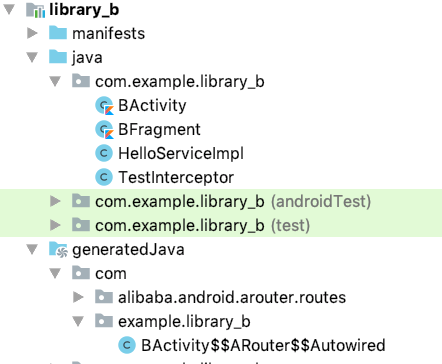 library_b
manifests
java
com.example.library_b
BActivity
BFragment
HelloServiceImpl
TestInterceptor
com.example.library_b (androidTest)
com.example.library_b (test)
generatedJava
com
alibaba.android.arouter.routes
example.library_b
BActivity$$ARouter$$Autowired